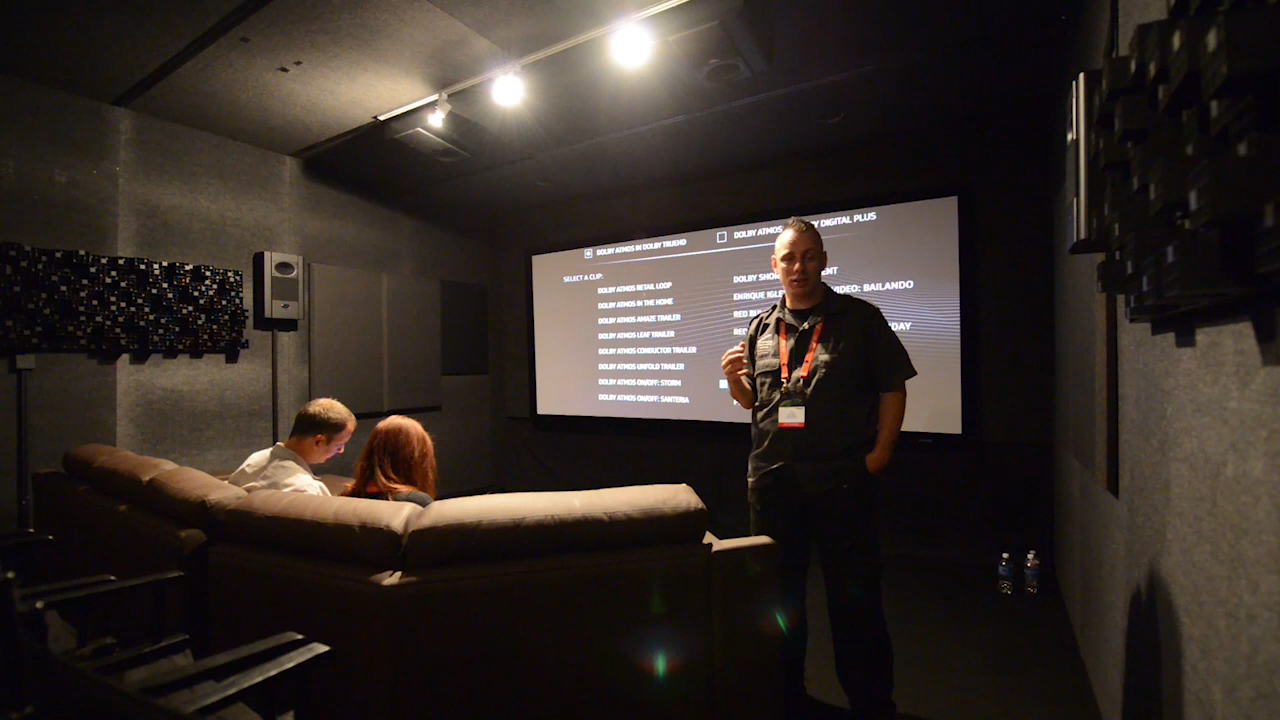 DOLBY ATMOS IN DOLBY TRUEHD
DOLBY ATMOS DIGITAL PLUS
SELECT A CLIP:
DOLBY ATMOS RETAIL LOOP
DOLBY ATMOS IN THE HOME
DOLBY ATMOS AMAZE TRAILER
DOLBY ATMOS LEAF TRAILER
DOLBY ATMOS CONDUCTOR TRAILER
DOLBY ATMOS UNFOLD TRAILER
DOLBY ATMOS ON/OFF: STORM
DOLBY ATMOS ON/OFF: SANTERIA
DOLBY
ENRIQUE VIDEO: BAILANDO
RED